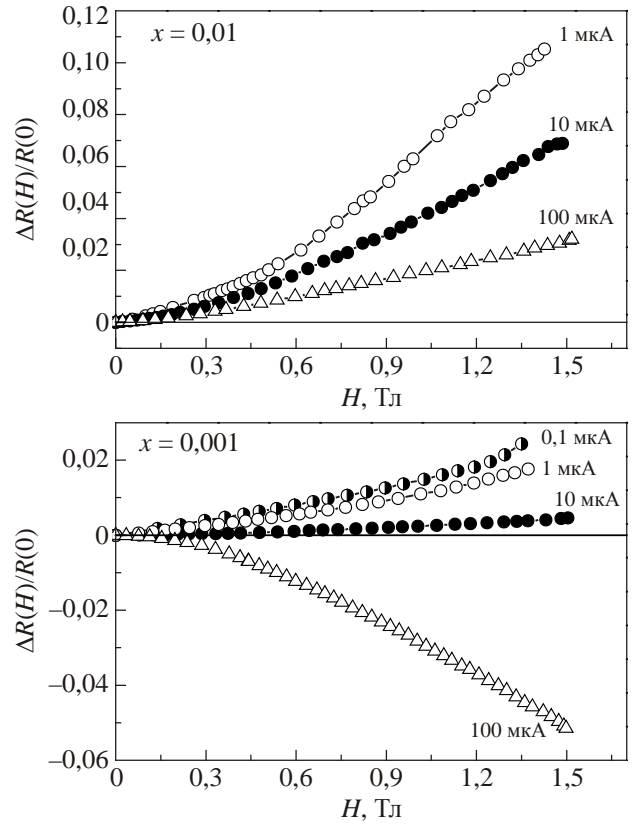 0,12
x = 0,01
1 мкА
0,10
0,08
10 мкА
0,06
0,04
100 мкА
0,02
0
ΔR(H)/R(0)
0 0,3 0,6 0,9 1,2 1,5
H, Тл
x = 0,001
0,1 мкА
0,02
1 мкА
10 мкА
0
–0,02
–0,04
100 мкА
–0,06
ΔR(H)/R(0)
0 0,3 0,6 0,9 1,2 1,5
H, Тл